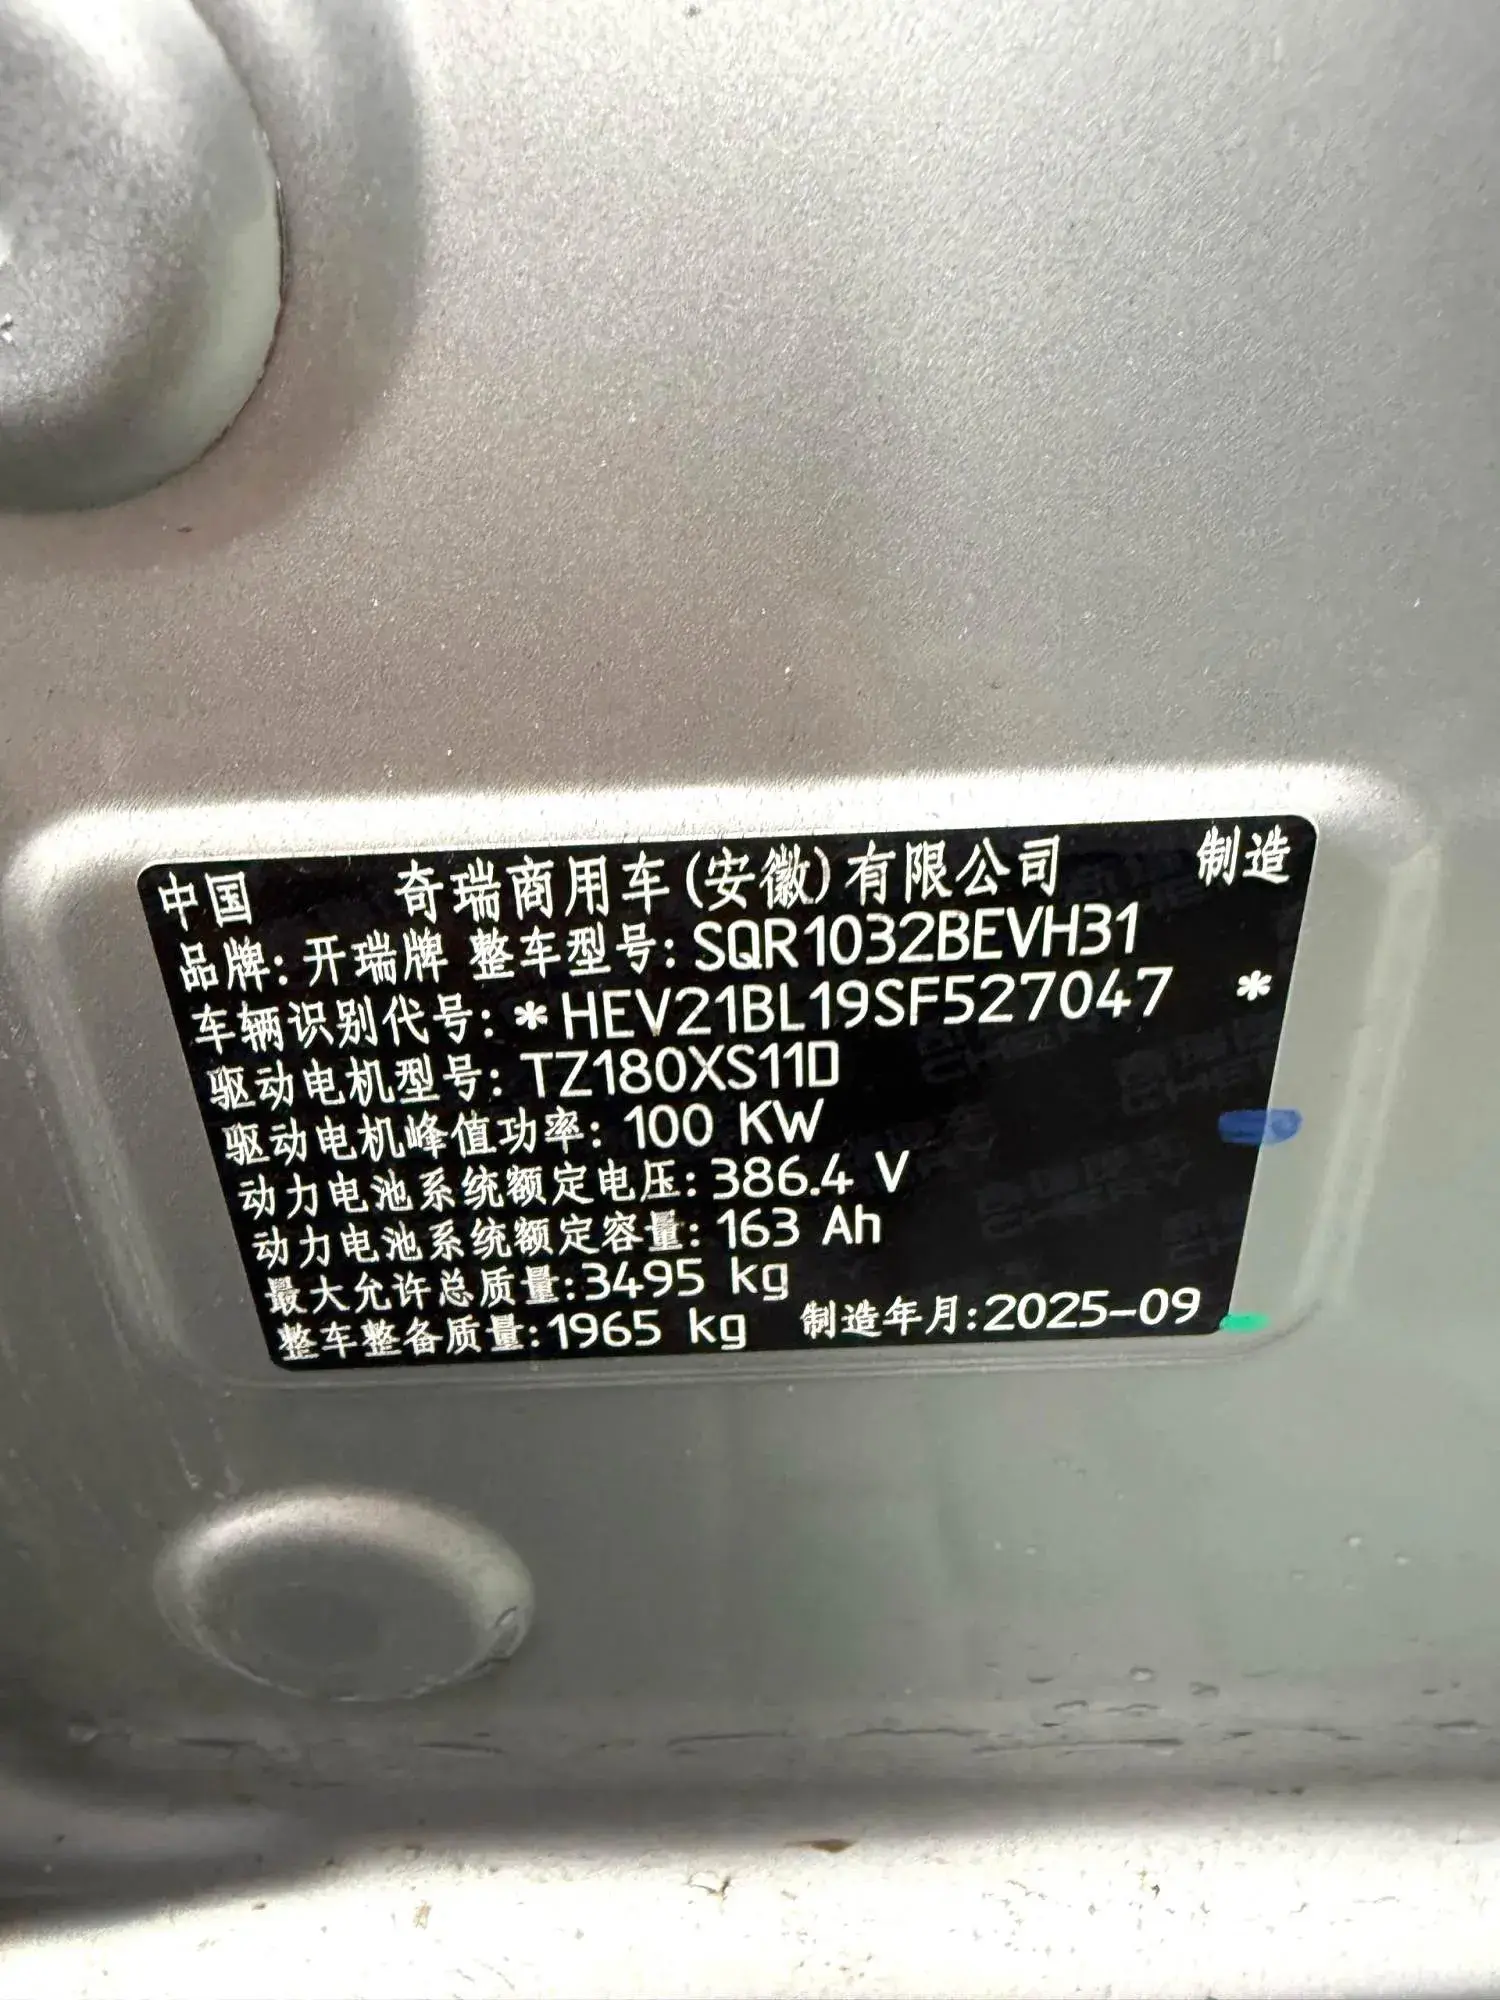 中国 奇瑞商用车(安徽)有限公司 制造
品牌: 开瑞牌 整车型号: SQR1032BEVH31
车辆识别代号: *HEV21BL19SF527047 *
驱动电机型号: TZ180XS11D
驱动电机峰值功率: 100 KW
动力电池系统额定电压: 386.4 V
动力电池系统额定容量: 163 Ah
最大允许总质量: 3495 kg
整车整备质量: 1965 kg 制造年月: 2025-09